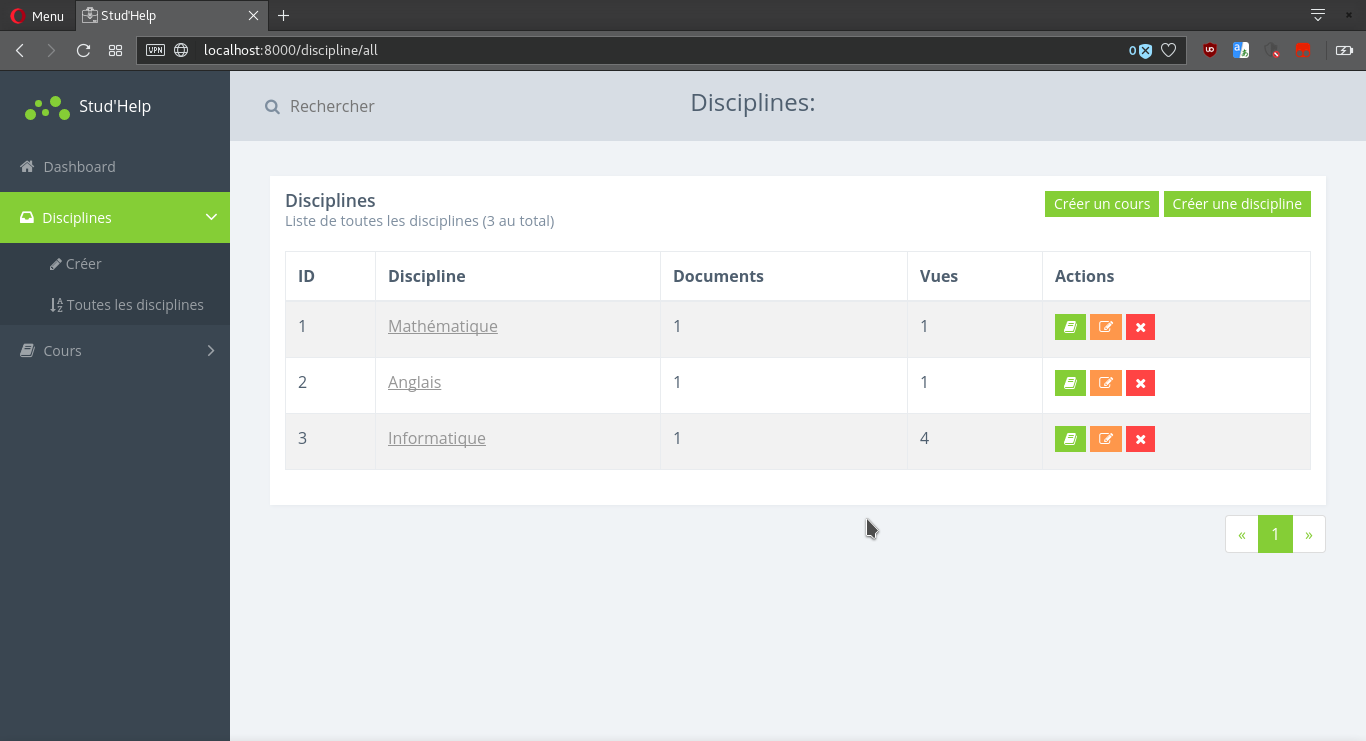 Menu
Stud'Help
VPN
localhost:8000/discipline/all
0
Stud'Help
Rechercher
Disciplines:
Dashboard
Disciplines
Créer
Toutes les disciplines
Cours
Disciplines
Liste de toutes les disciplines (3 au total)
Créer un cours
Créer une discipline
ID Discipline Documents Vues Actions
1 Mathématique 1 1
2 Anglais 1 1
3 Informatique 1 4
« 1 »